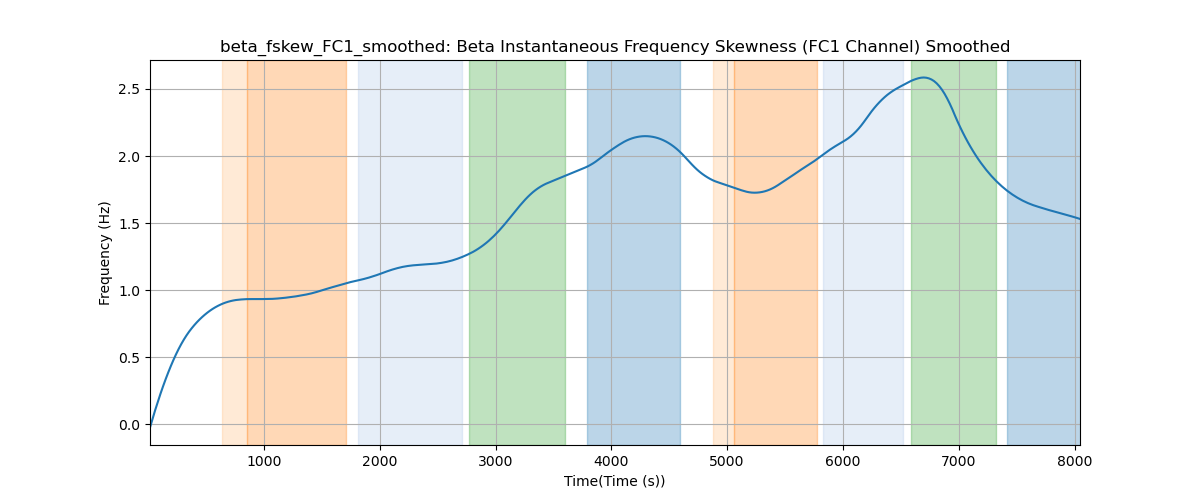 beta_fskew_FC1_smoothed: Beta Instantaneous Frequency Skewness (FC1 Channel) Smoothed
Frequency (Hz)
2.5
2.0
1.5
1.0
0.5
0.0
1000 2000 3000 4000 5000 6000 7000 8000
Time(Time (s))